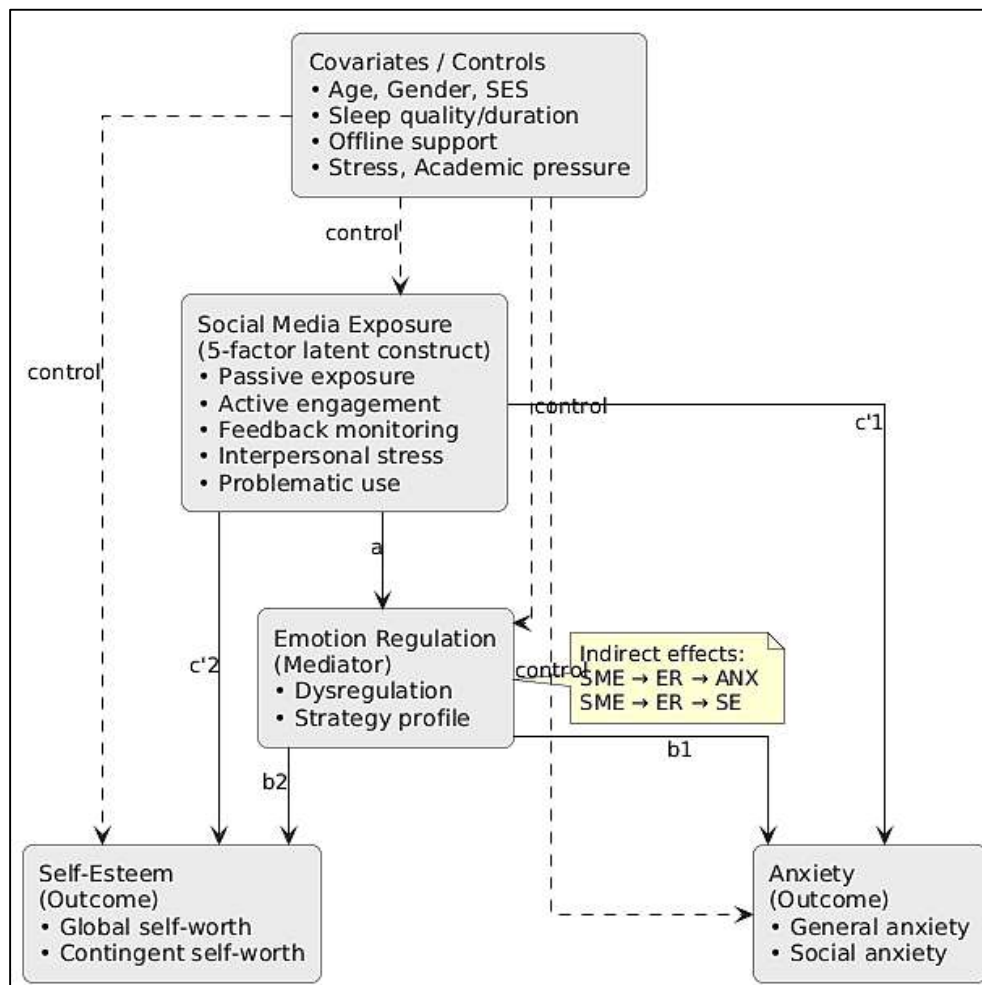 Covariates / Controls
• Age, Gender, SES
• Sleep quality/duration
• Offline support
• Stress, Academic pressure
control
Social Media Exposure
(5-factor latent construct)
• Passive exposure
• Active engagement
• Feedback monitoring
• Interpersonal stress
• Problematic use
control
control
c'1
a
Emotion Regulation
(Mediator)
• Dysregulation
• Strategy profile
c'2
control
Indirect effects:
SME → ER → ANX
SME → ER → SE
b1
b2
Self-Esteem
(Outcome)
• Global self-worth
• Contingent self-worth
Anxiety
(Outcome)
• General anxiety
• Social anxiety